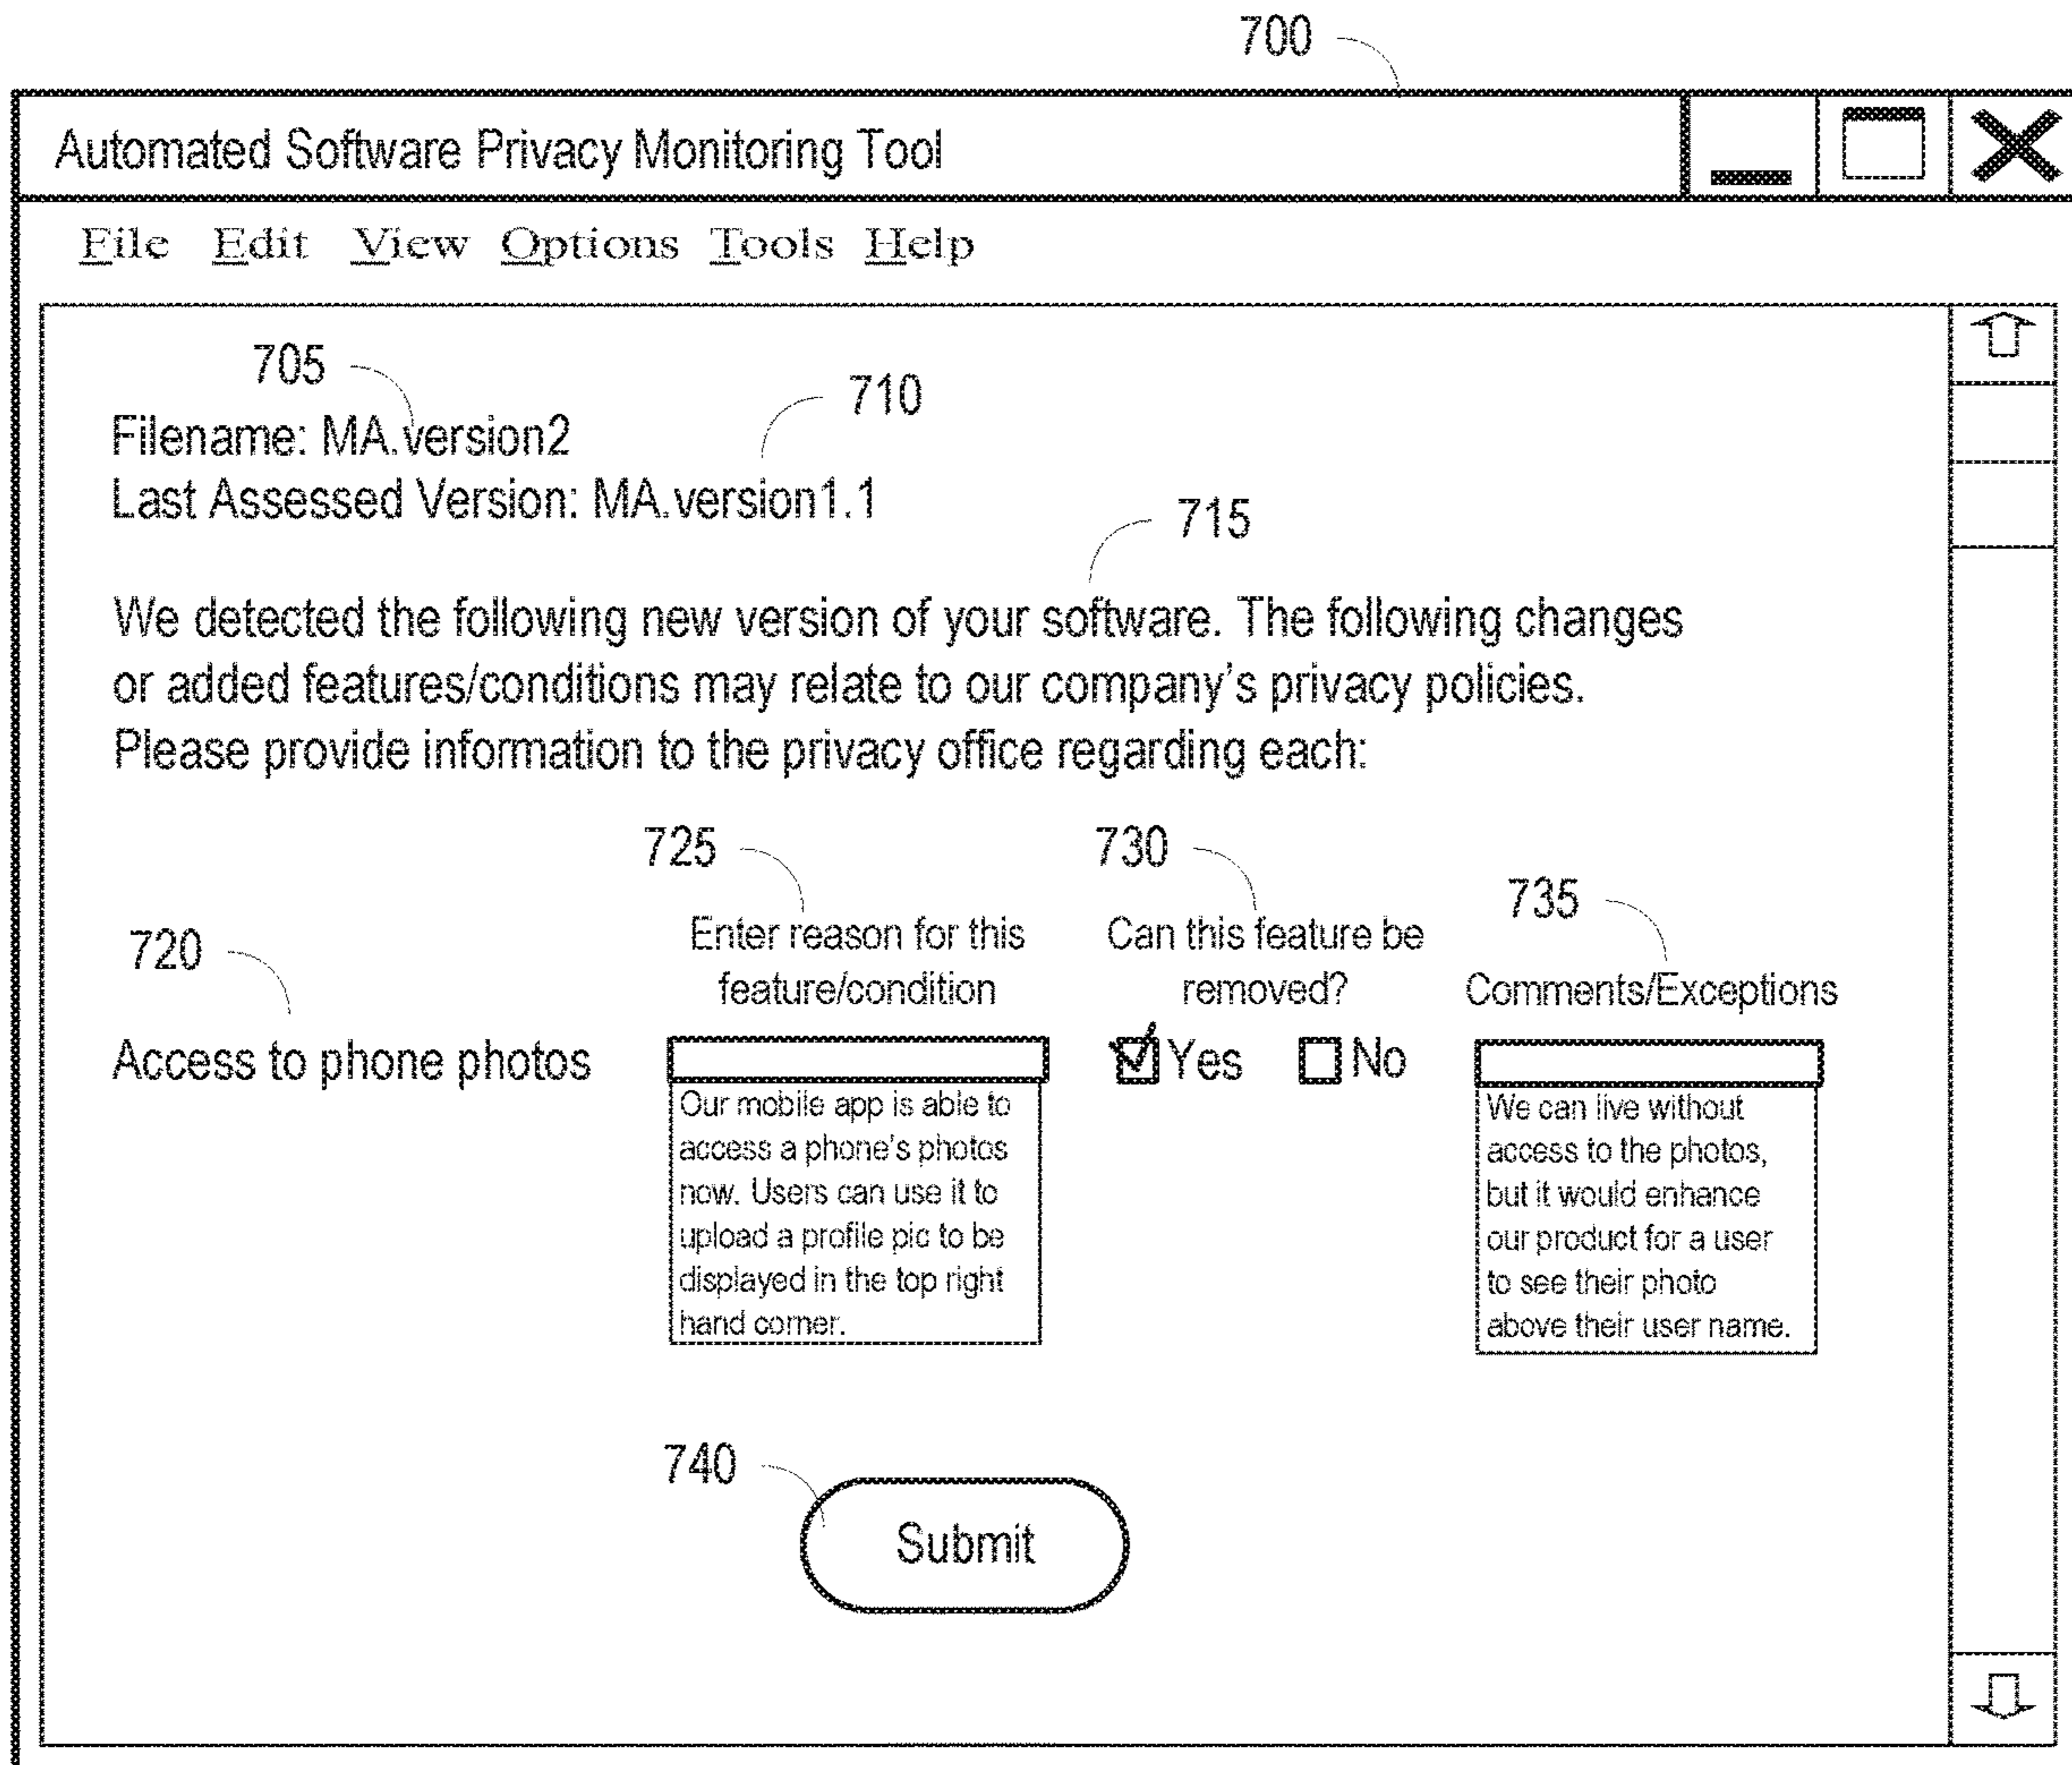 700
Automated Software Privacy Monitoring Tool
File Edit View Options Tools Help
705
710
Filename: MA.version2
Last Assessed Version: MA.version1.1
715
We detected the following new version of your software. The following changes
or added features/conditions may relate to our company's privacy policies.
Please provide information to the privacy office regarding each:
725
730
735
720
Enter reason for this
feature/condition
Can this feature be
removed?
Comments/Exceptions
Access to phone photos
Yes No
Our mobile app is able to
access a phone's photos
now. Users can use it to
upload a profile pic to be
displayed in the top right
hand corner.
We can live without
access to the photos,
but it would enhance
our product for a user
to see their photo
above their user name.
740
Submit